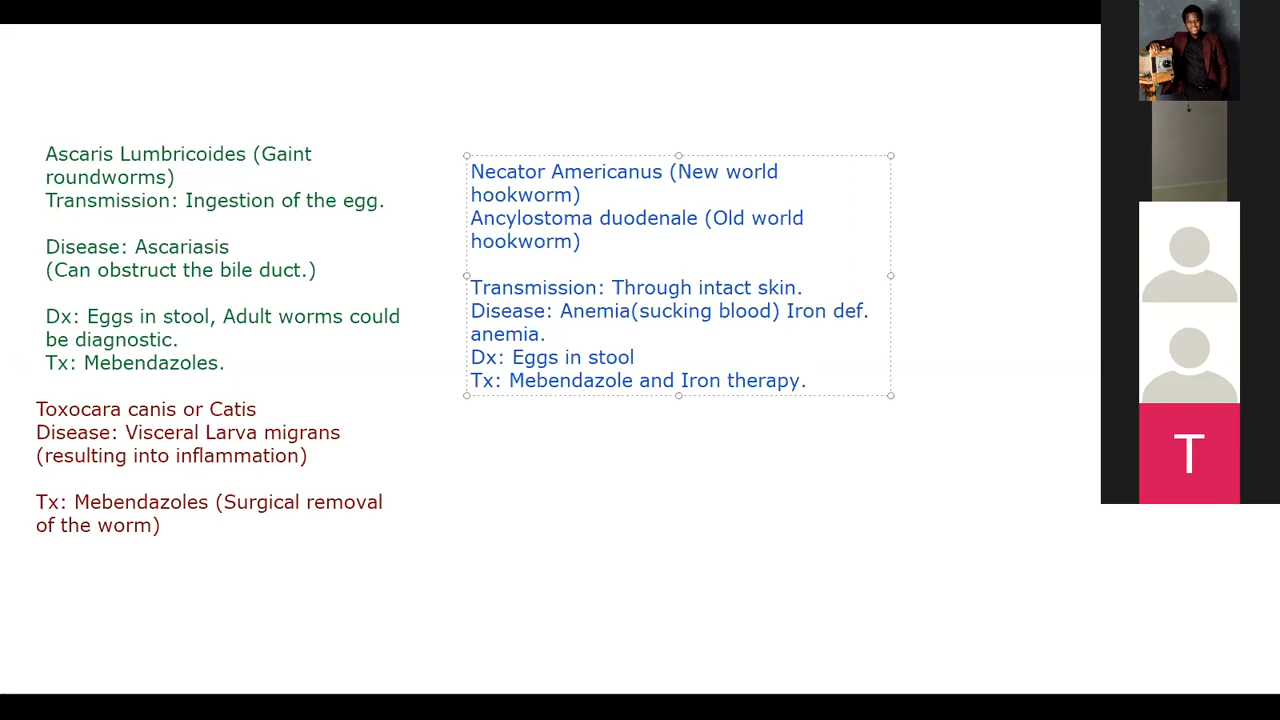 Ascaris Lumbricoides (Gaint
roundworms)
Transmission: Ingestion of the egg.
Disease: Ascariasis
(Can obstruct the bile duct.)
Dx: Eggs in stool, Adult worms could
be diagnostic.
Tx: Mebendazoles.
Toxocara canis or Catis
Disease: Visceral Larva migrans
(resulting into inflammation)
Tx: Mebendazoles (Surgical removal
of the worm)
Necator Americanus (New world
hookworm)
Ancylostoma duodenale (Old world
hookworm)
Transmission: Through intact skin.
Disease: Anemia(sucking blood) Iron def.
anemia.
Dx: Eggs in stool
Tx: Mebendazole and Iron therapy.
T